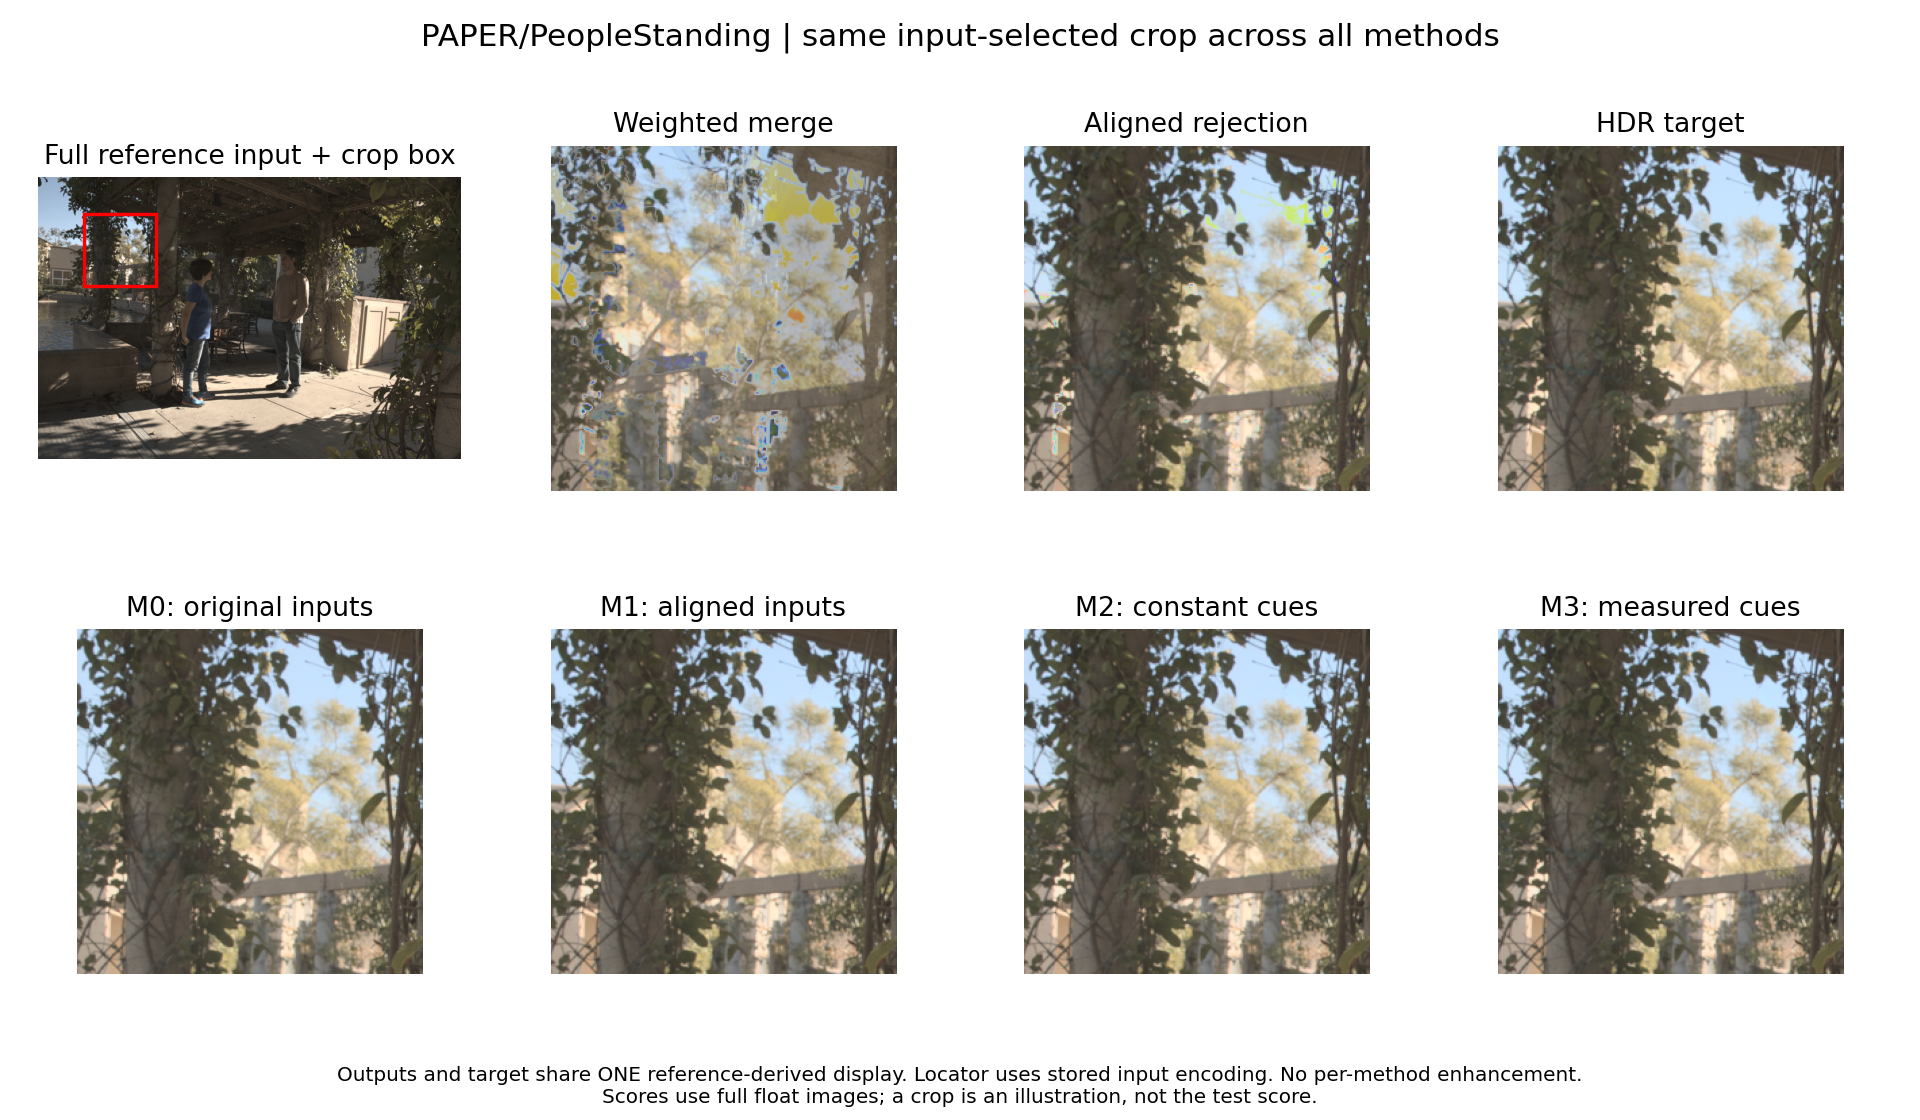 PAPER/PeopleStanding | same input-selected crop across all methods
Full reference input + crop box
Weighted merge
Aligned rejection
HDR target
M0: original inputs
M1: aligned inputs
M2: constant cues
M3: measured cues
Outputs and target share ONE reference-derived display. Locator uses stored input encoding. No per-method enhancement.
Scores use full float images; a crop is an illustration, not the test score.